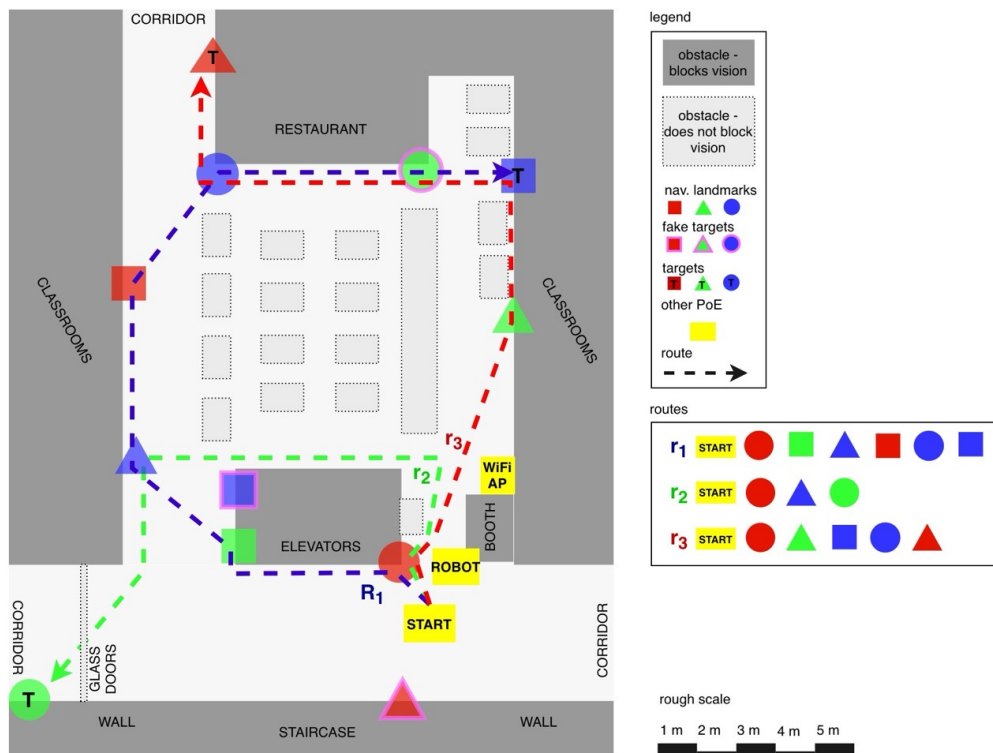 CORRIDOR
T
RESTAURANT
T
CLASSROOMS
CLASSROOMS
r3
r2
WiFi
AP
BOOTH
ELEVATORS
ROBOT
R1
START
CORRIDOR
GLASS
DOORS
CORRIDOR
T
WALL
STAIRCASE
WALL
legend
obstacle -
blocks vision
obstacle -
does not block
vision
nav. landmarks
fake targets
targets
T T T
other PoE
route
routes
r1 START
r2 START
r3 START
rough scale
1 m 2 m 3 m 4 m 5 m